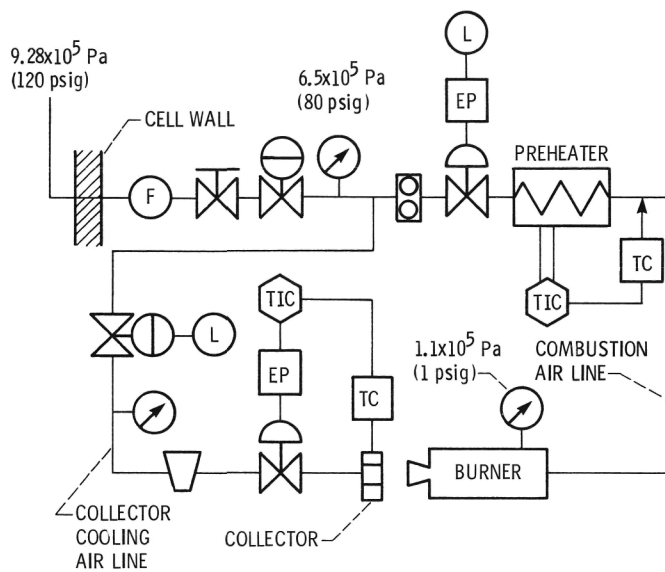 9.28x10⁵ Pa
(120 psig)
CELL WALL
6.5x10⁵ Pa
(80 psig)
L
EP
PREHEATER
F
TC
TIC
L
TIC
EP
TC
1.1x10⁵ Pa
(1 psig)
COMBUSTION
AIR LINE
BURNER
COLLECTOR
COOLING
AIR LINE
COLLECTOR